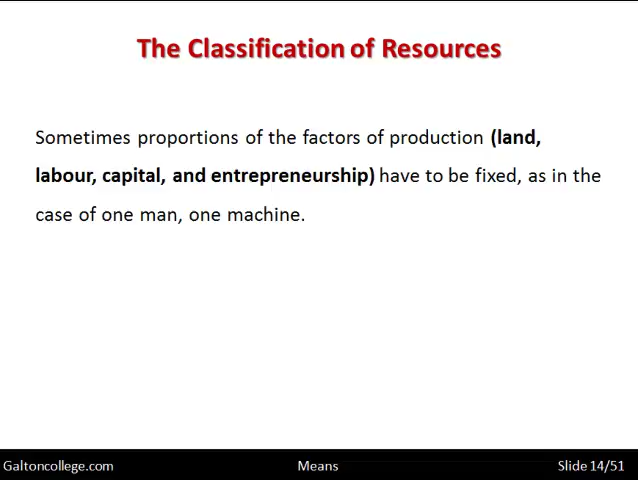 The Classification of Resources
Sometimes proportions of the factors of production (land,
labour, capital, and entrepreneurship) have to be fixed, as in the
case of one man, one machine.
Galtoncollege.com Means Slide 14/51